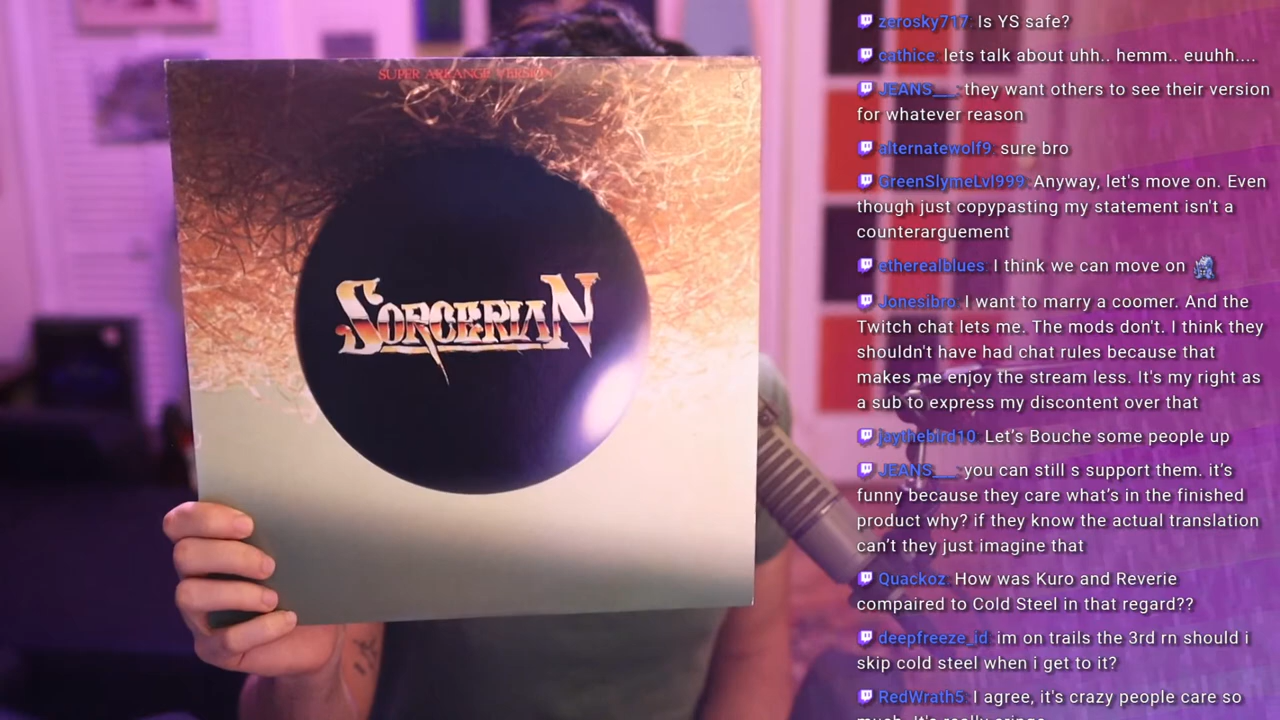 SUPER ARRANGE VERSION
SORCERIAN
zerosky717: Is YS safe?
cathice: lets talk about uhh.. hemm.. euuhh....
JEANS___: they want others to see their version
for whatever reason
alternatewolf9: sure bro
GreenSlymeLvl999: Anyway, let's move on. Even
though just copypasting my statement isn't a
counterarguement
etherealblues: I think we can move on
Jonesibro: I want to marry a coomer. And the
Twitch chat lets me. The mods don't. I think they
shouldn't have had chat rules because that
makes me enjoy the stream less. It's my right as
a sub to express my discontent over that
jaythebird10: Let's Bouche some people up
JEANS___: you can still s support them. it's
funny because they care what's in the finished
product why? if they know the actual translation
can't they just imagine that
Quackoz: How was Kuro and Reverie
compaired to Cold Steel in that regard??
deepfreeze_id: im on trails the 3rd rn should i
skip cold steel when i get to it?
RedWrath5: I agree, it's crazy people care so
much. It's really cringe